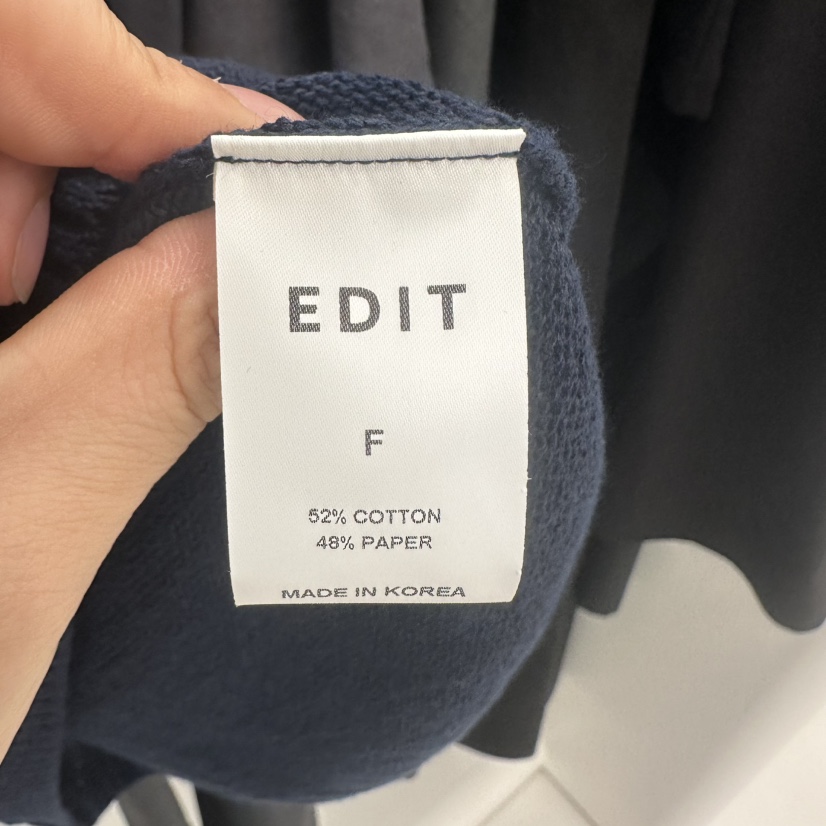 EDIT
F
52% COTTON
48% PAPER
MADE IN KOREA